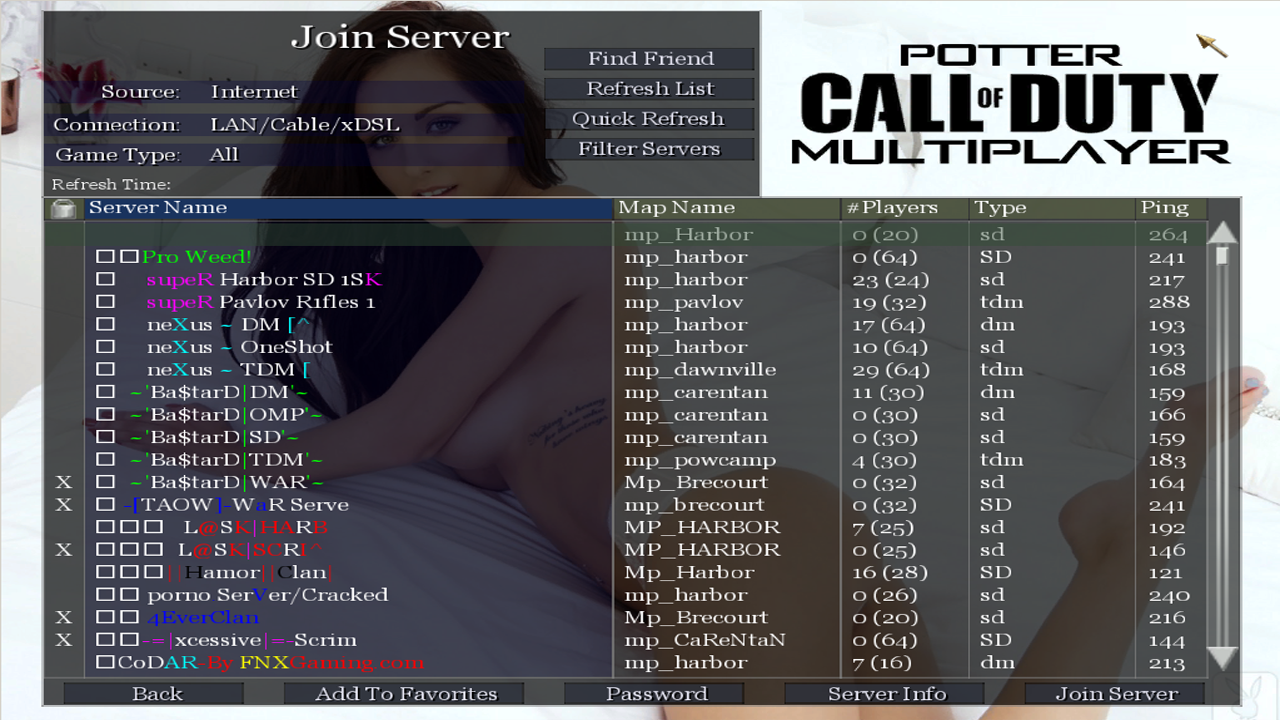 Join Server
Find Friend
Source: Internet
Refresh List
Connection: LAN/Cable/xDSL
Quick Refresh
Game Type: All
Filter Servers
Refresh Time:
POTTER
CALL OF DUTY
MULTIPLAYER
Server Name Map Name #Players Type Ping
mp_Harbor 0 (20) sd 264
Pro Weed! mp_harbor 0 (64) SD 241
supeR Harbor SD 1SK mp_harbor 23 (24) sd 217
supeR Pavlov R1fles 1 mp_pavlov 19 (32) tdm 288
neXus ~ DM [^ mp_harbor 17 (64) dm 193
neXus ~ OneShot mp_harbor 10 (64) sd 193
neXus ~ TDM [ mp_dawnville 29 (64) tdm 168
~'Ba$tarD|DM'~ mp_carentan 11 (30) dm 159
~'Ba$tarD|OMP'~ mp_carentan 0 (30) sd 166
~'Ba$tarD|SD'~ mp_carentan 0 (30) sd 159
~'Ba$tarD|TDM'~ mp_powcamp 4 (30) tdm 183
X ~'Ba$tarD|WAR'~ Mp_Brecourt 0 (32) sd 164
X -[TAOW]-WaR Serve mp_brecourt 0 (32) SD 241
L@SK|HARB MP_HARBOR 7 (25) sd 192
X L@SK|SCR[^ MP_HARBOR 0 (25) sd 146
||Hamor||Clan| Mp_Harbor 16 (28) SD 121
porno SerVer/Cracked mp_harbor 0 (26) sd 240
X 4EverClan Mp_Brecourt 0 (20) sd 216
X -=|xcessive|=-Scrim mp_CaReNtaN 0 (64) SD 144
CoDAR-By FNXGaming.com mp_harbor 7 (16) dm 213
Back Add To Favorites Password Server Info Join Server